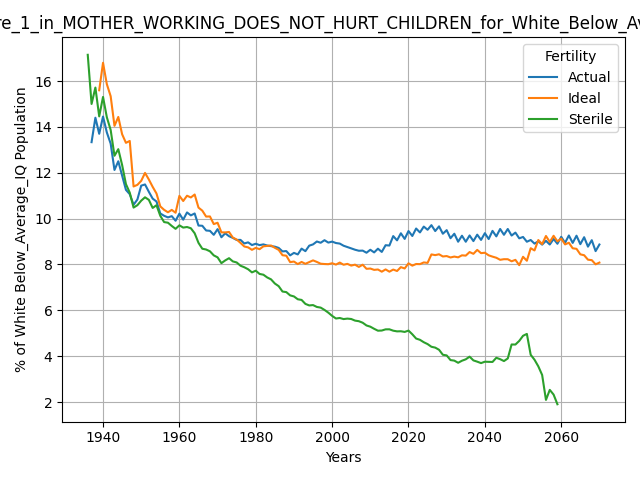 re_1_in_MOTHER_WORKING_DOES_NOT_HURT_CHILDREN_for_White_Below_Av
Fertility
Actual
Ideal
Sterile
% of White Below_Average_IQ Population
16
14
12
10
8
6
4
2
1940 1960 1980 2000 2020 2040 2060
Years